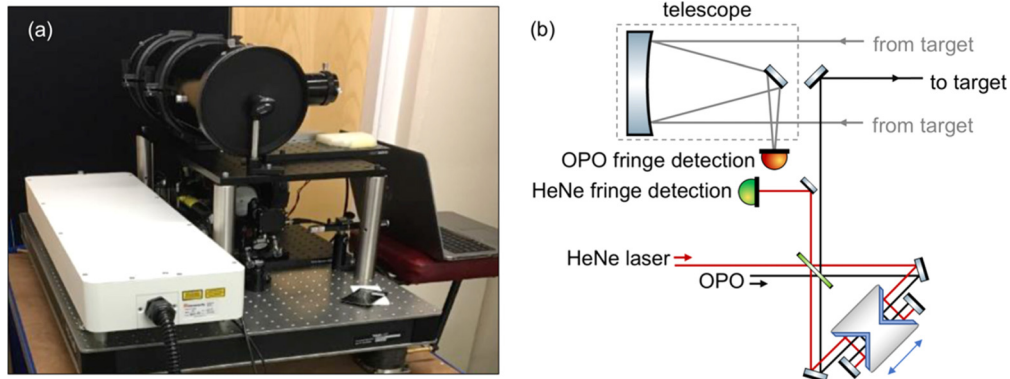 (a)
(b)
telescope
from target
to target
from target
OPO fringe detection
HeNe fringe detection
HeNe laser
OPO